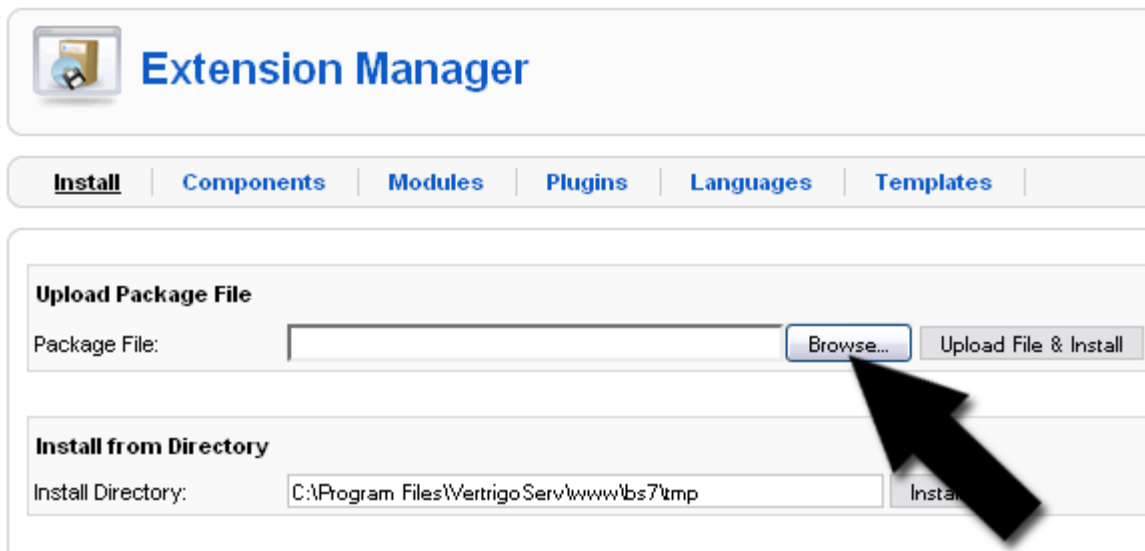 Extension Manager
Install Components Modules Plugins Languages Templates
Upload Package File
Package File: Browse... Upload File & Install
Install from Directory
Install Directory: C:\Program Files\VertrigoServ\www\bs7\tmp